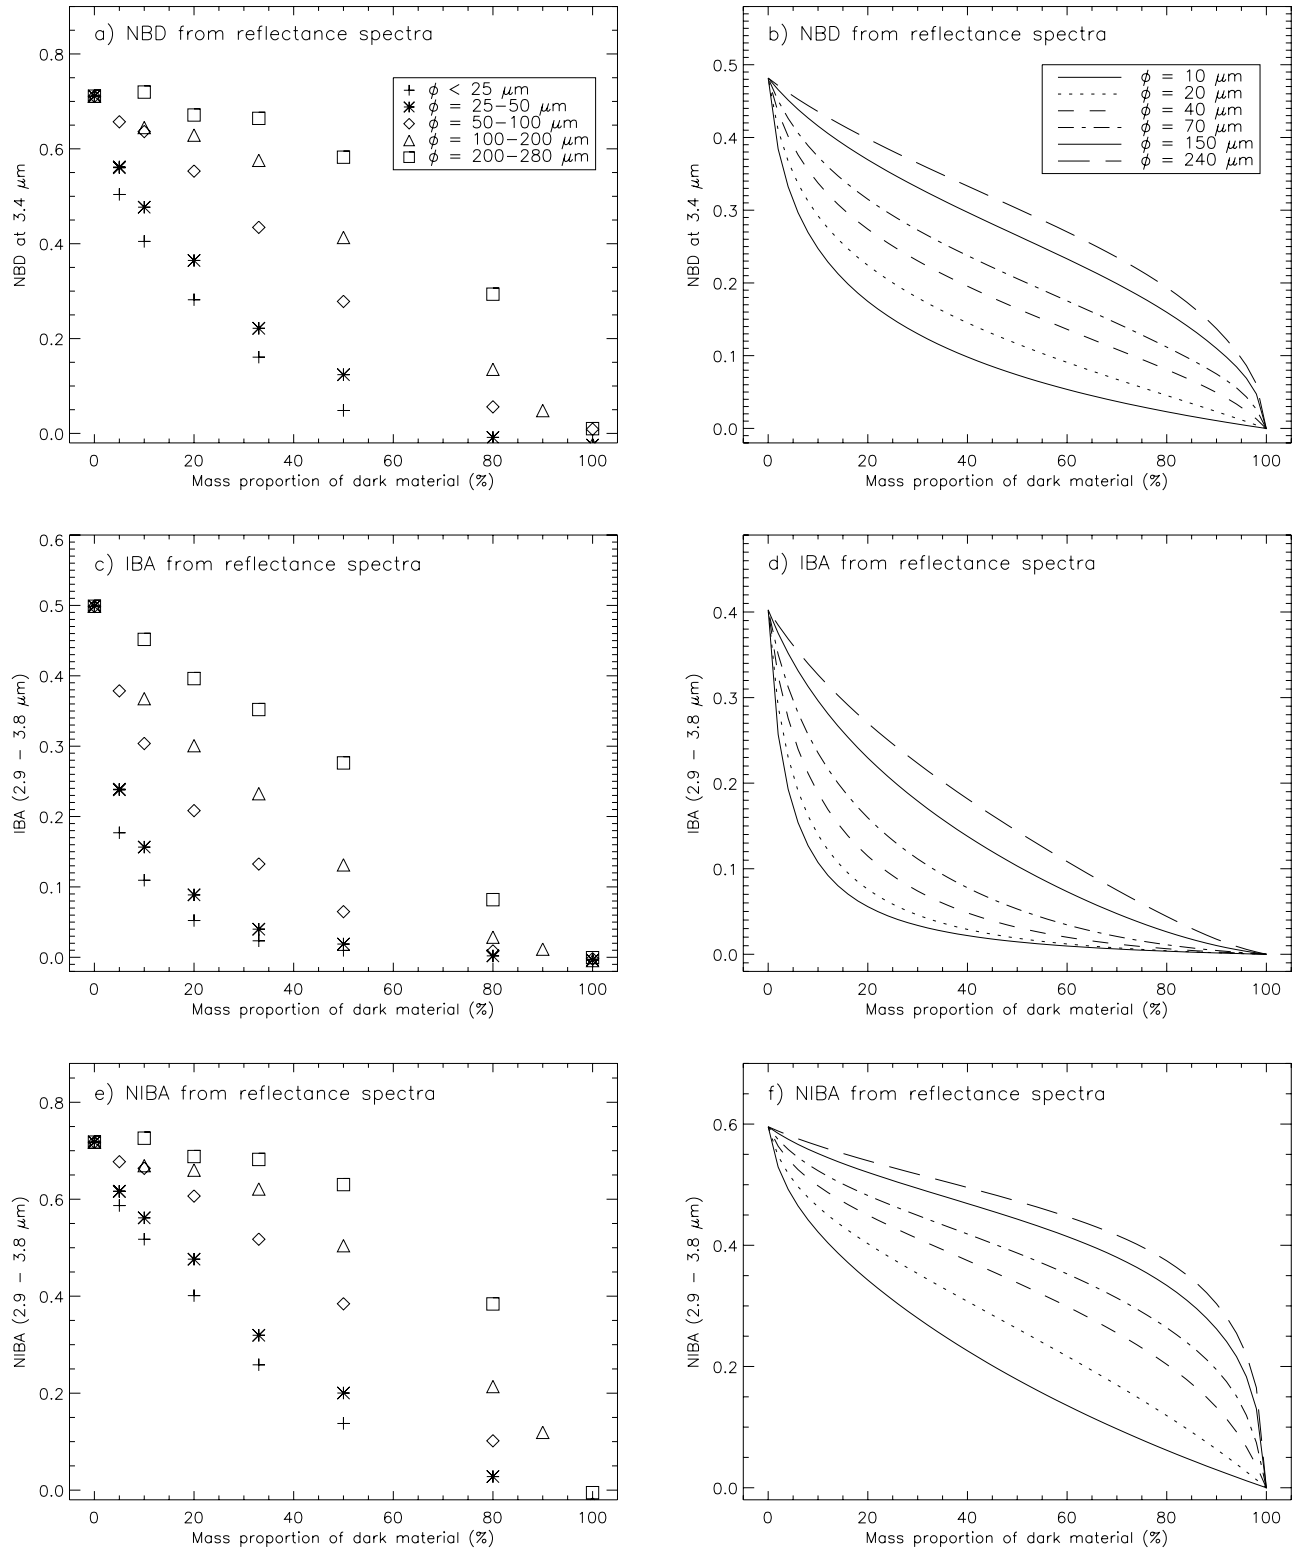 a) NBD from reflectance spectra
0.8
0.6
0.4
0.2
0.0
NBD at 3.4 μm
+ ϕ < 25 μm
✳ ϕ = 25−50 μm
◇ ϕ = 50−100 μm
△ ϕ = 100−200 μm
□ ϕ = 200−280 μm
0 20 40 60 80 100
Mass proportion of dark material (%)
b) NBD from reflectance spectra
0.5
0.4
0.3
0.2
0.1
0.0
NBD at 3.4 μm
ϕ = 10 μm
ϕ = 20 μm
ϕ = 40 μm
ϕ = 70 μm
ϕ = 150 μm
ϕ = 240 μm
0 20 40 60 80 100
Mass proportion of dark material (%)
c) IBA from reflectance spectra
0.6
0.5
0.4
0.3
0.2
0.1
0.0
IBA (2.9 − 3.8 μm)
0 20 40 60 80 100
Mass proportion of dark material (%)
d) IBA from reflectance spectra
0.4
0.3
0.2
0.1
0.0
IBA (2.9 − 3.8 μm)
0 20 40 60 80 100
Mass proportion of dark material (%)
e) NIBA from reflectance spectra
0.8
0.6
0.4
0.2
0.0
NIBA (2.9 − 3.8 μm)
0 20 40 60 80 100
Mass proportion of dark material (%)
f) NIBA from reflectance spectra
0.6
0.4
0.2
0.0
NIBA (2.9 − 3.8 μm)
0 20 40 60 80 100
Mass proportion of dark material (%)